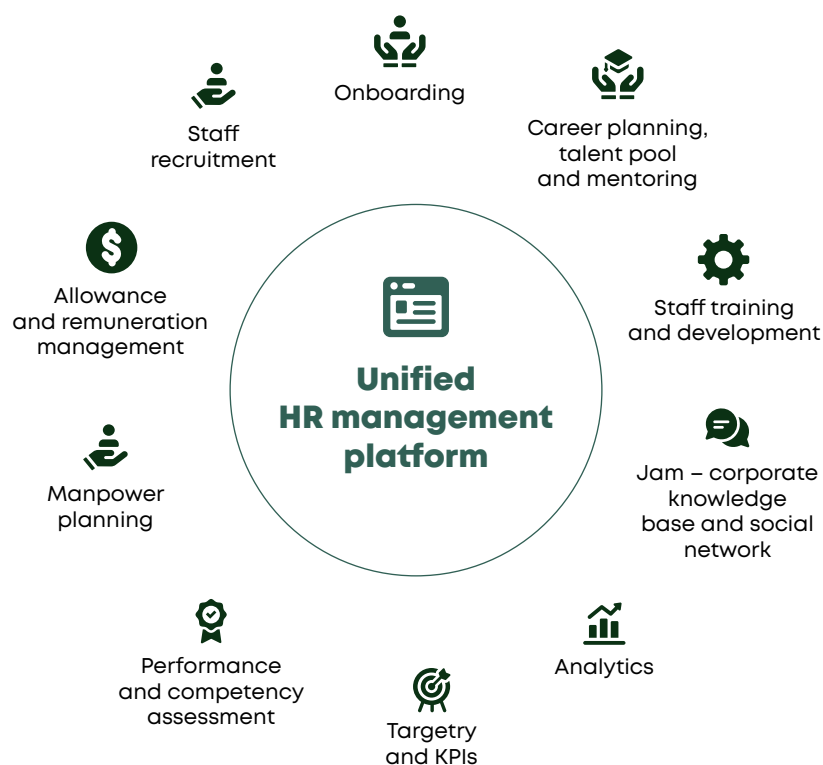 Onboarding
Staff
recruitment
Career planning,
talent pool
and mentoring
Allowance
and remuneration
management
Staff training
and development
Unified
HR management
platform
Manpower
planning
Jam – corporate
knowledge
base and social
network
Performance
and competency
assessment
Analytics
Targetry
and KPIs